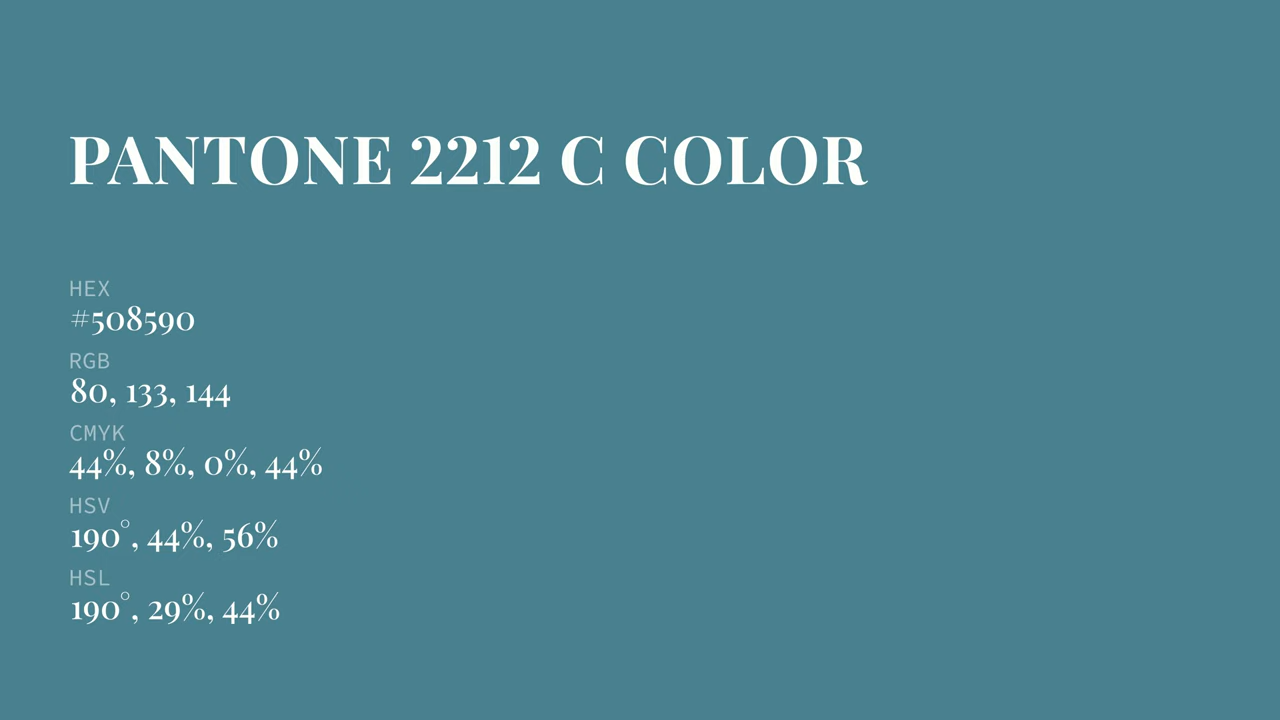 PANTONE 2212 C COLOR
HEX
#508590
RGB
80, 133, 144
CMYK
44%, 8%, 0%, 44%
HSV
190°, 44%, 56%
HSL
190°, 29%, 44%